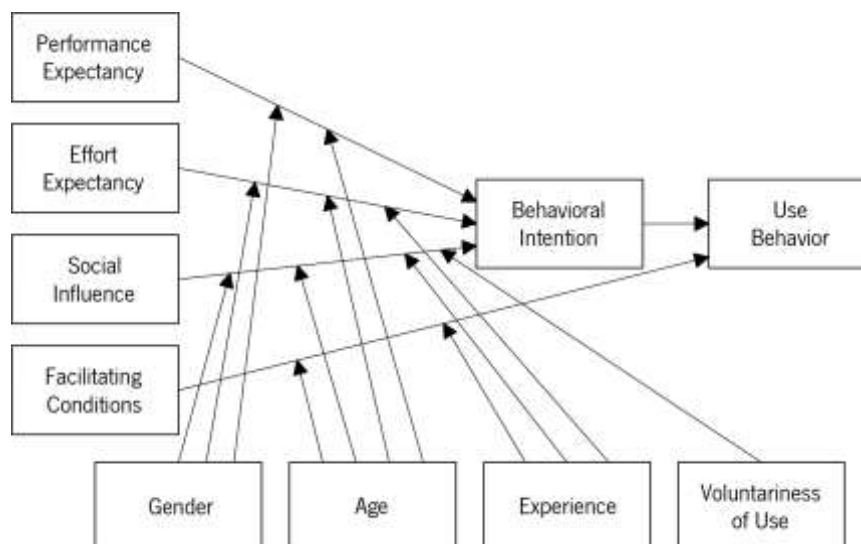 Performance
Expectancy
Effort
Expectancy
Social
Influence
Facilitating
Conditions
Behavioral
Intention
Use
Behavior
Gender
Age
Experience
Voluntariness
of Use